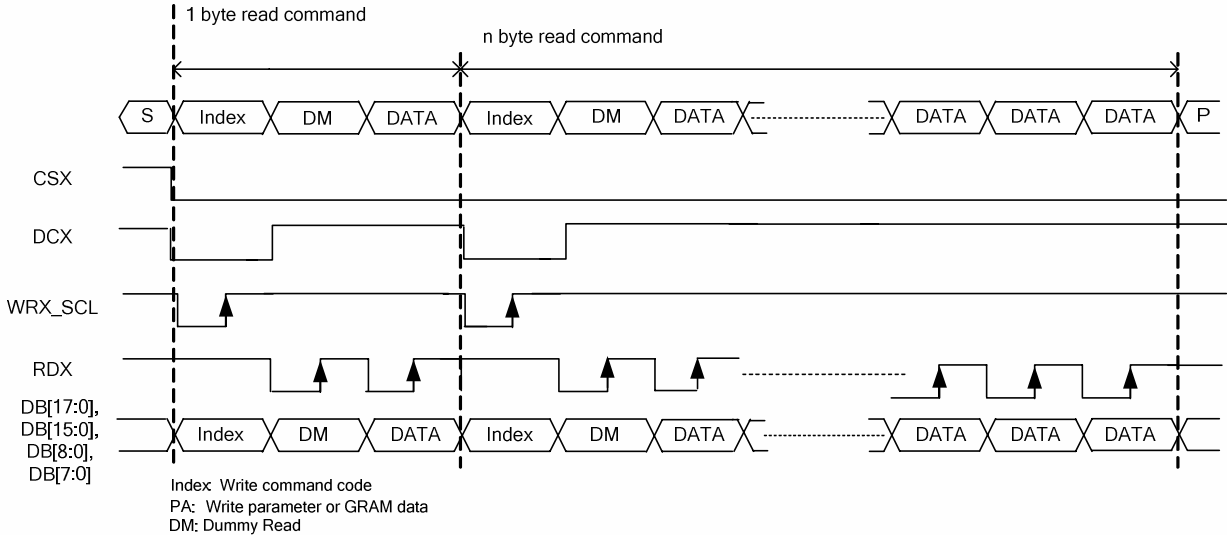 1 byte read command
n byte read command
S Index DM DATA Index DM DATA DATA DATA DATA P
CSX
DCX
WRX_SCL
RDX
DB[17:0],
DB[15:0],
DB[8:0],
DB[7:0]
Index DM DATA Index DM DATA DATA DATA DATA
Index: Write command code
PA: Write parameter or GRAM data
DM: Dummy Read